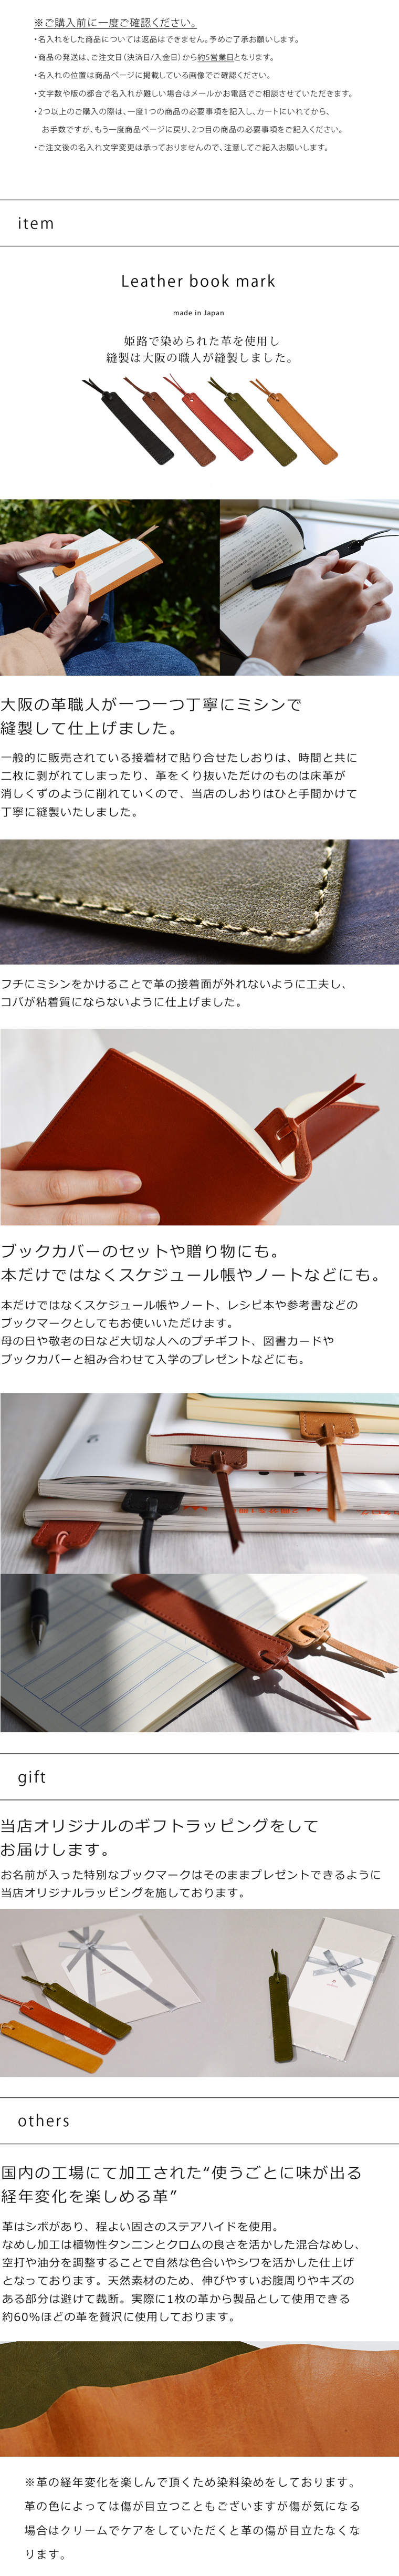 ※ご購入前に一度ご確認ください。
・名入れをした商品については返品はできません。予めご了承お願いします。
・商品の発送は、ご注文日（決済日/入金日）から約5営業日となります。
・名入れの位置は商品ページに掲載している画像でご確認ください。
・文字数や版の都合で名入れが難しい場合はメールかお電話でご相談させていただきます。
・2つ以上のご購入の際は、一度1つの商品の必要事項を記入し、カートにいれてから、
お手数ですが、もう一度商品ページに戻り、2つ目の商品の必要事項をご記入ください。
・ご注文後の名入れ文字変更は承っておりませんので、注意してご記入お願いします。
item
Leather book mark
made in Japan
姫路で染められた革を使用し
縫製は大阪の職人が縫製しました。
大阪の革職人が一つ一つ丁寧にミシンで
縫製して仕上げました。
一般的に販売されている接着材で貼り合せたしおりは、時間と共に
二枚に剥がれてしまったり、革をくり抜いただけのものは床革が
消しくずのように削れていくので、当店のしおりはひと手間かけて
丁寧に縫製いたしました。
フチにミシンをかけることで革の接着面が外れないように工夫し、
コバが粘着質にならないように仕上げました。
ブックカバーのセットや贈り物にも。
本だけではなくスケジュール帳やノートなどにも。
本だけではなくスケジュール帳やノート、レシピ本や参考書などの
ブックマークとしてもお使いいただけます。
母の日や敬老の日など大切な人へのプチギフト、図書カードや
ブックカバーと組み合わせて入学のプレゼントなどにも。
gift
当店オリジナルのギフトラッピングをして
お届けします。
お名前が入った特別なブックマークはそのままプレゼントできるように
当店オリジナルラッピングを施しております。
others
国内の工場にて加工された“使うごとに味が出る
経年変化を楽しめる革”
革はシボがあり、程よい固さのステアハイドを使用。
なめし加工は植物性タンニンとクロムの良さを活かした混合なめし、
空打や油分を調整することで自然な色合いやシワを活かした仕上げ
となっております。天然素材のため、伸びやすいお腹周りやキズの
ある部分は避けて裁断。実際に1枚の革から製品として使用できる
約60%ほどの革を贅沢に使用しております。
※革の経年変化を楽しんで頂くため染料染めをしております。
革の色によっては傷が目立つこともございますが傷が気になる
場合はクリームでケアをしていただくと革の傷が目立たなくな
ります。